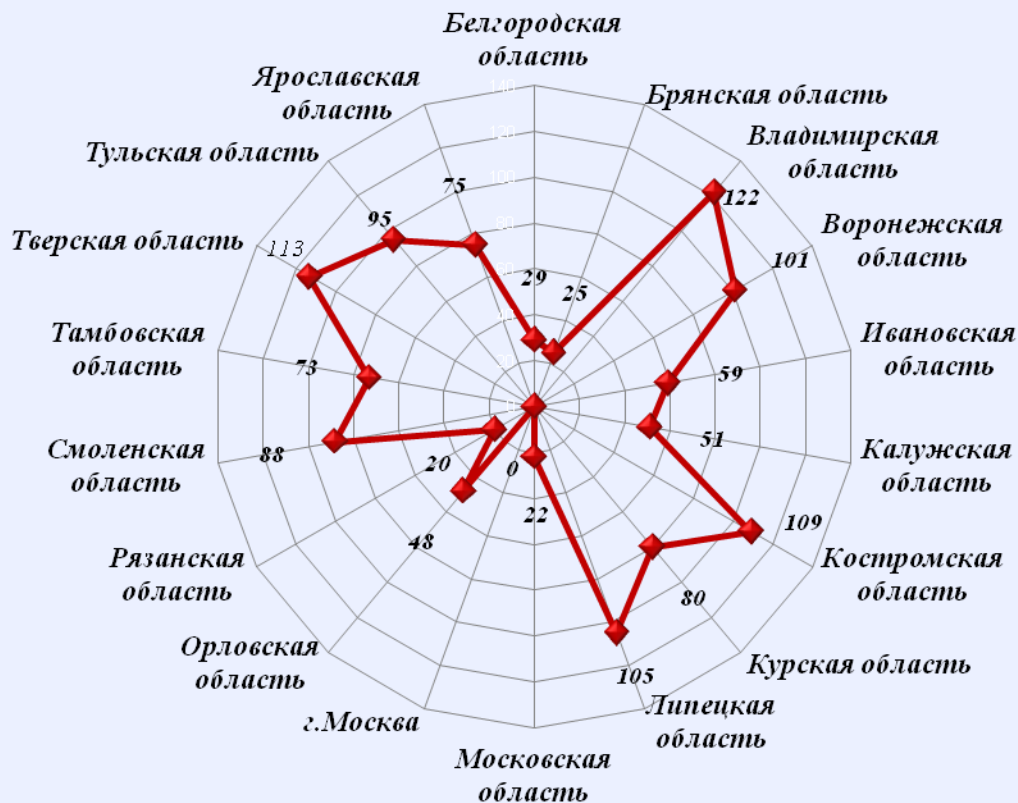 Белгородская
область
Ярославская
область
Брянская область
Владимирская
область
Тульская область
Тверская область
Воронежская
область
Тамбовская
область
Ивановская
область
Смоленская
область
Калужская
область
Рязанская
область
Костромская
область
Орловская
область
Курская область
г.Москва
Липецкая
область
Московская
область
140
120
100
80
60
40
20
0
29
25
122
101
59
51
109
80
105
22
0
48
20
88
73
113
95
75